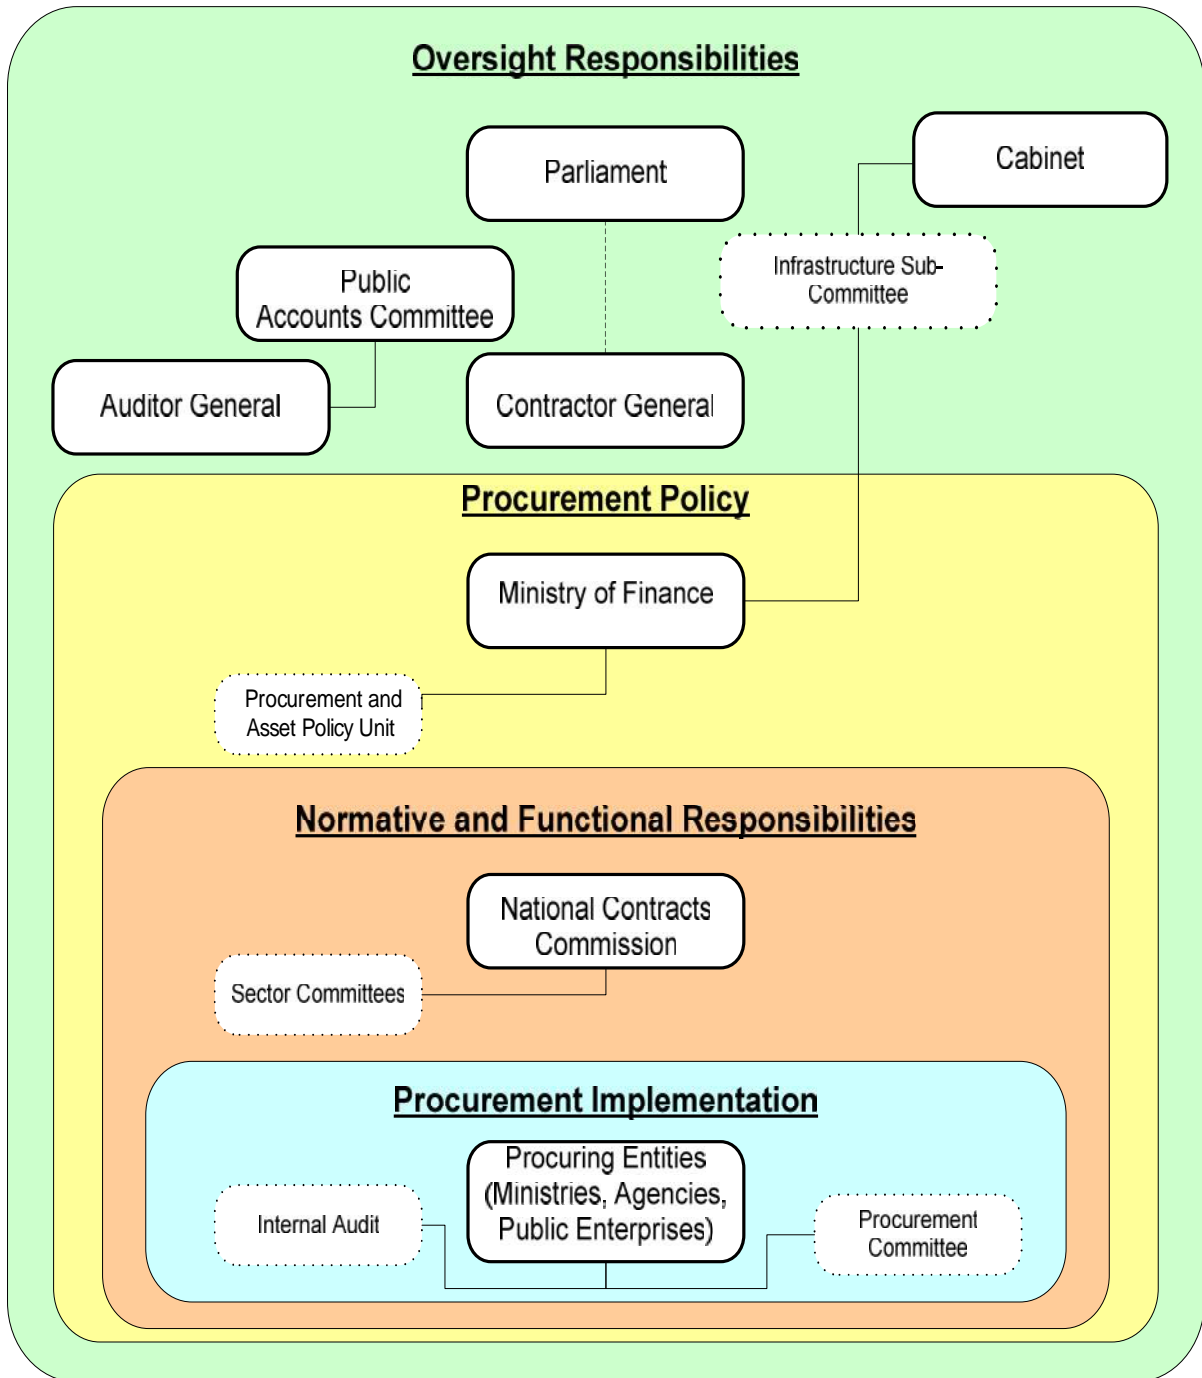 Oversight Responsibilities
Parliament
Cabinet
Infrastructure Sub-
Committee
Public
Accounts Committee
Auditor General
Contractor General
Procurement Policy
Ministry of Finance
Procurement and
Asset Policy Unit
Normative and Functional Responsibilities
National Contracts
Commission
Sector Committees
Procurement Implementation
Procuring Entities
(Ministries, Agencies,
Public Enterprises)
Internal Audit
Procurement
Committee